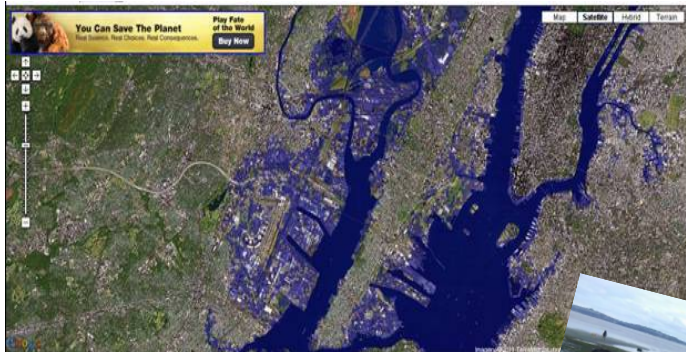 You Can Save The Planet
Real Science. Real Choices. Real Consequences.
Play Fate
of the World
Buy Now
Map
Satellite
Hybrid
Terrain
Google